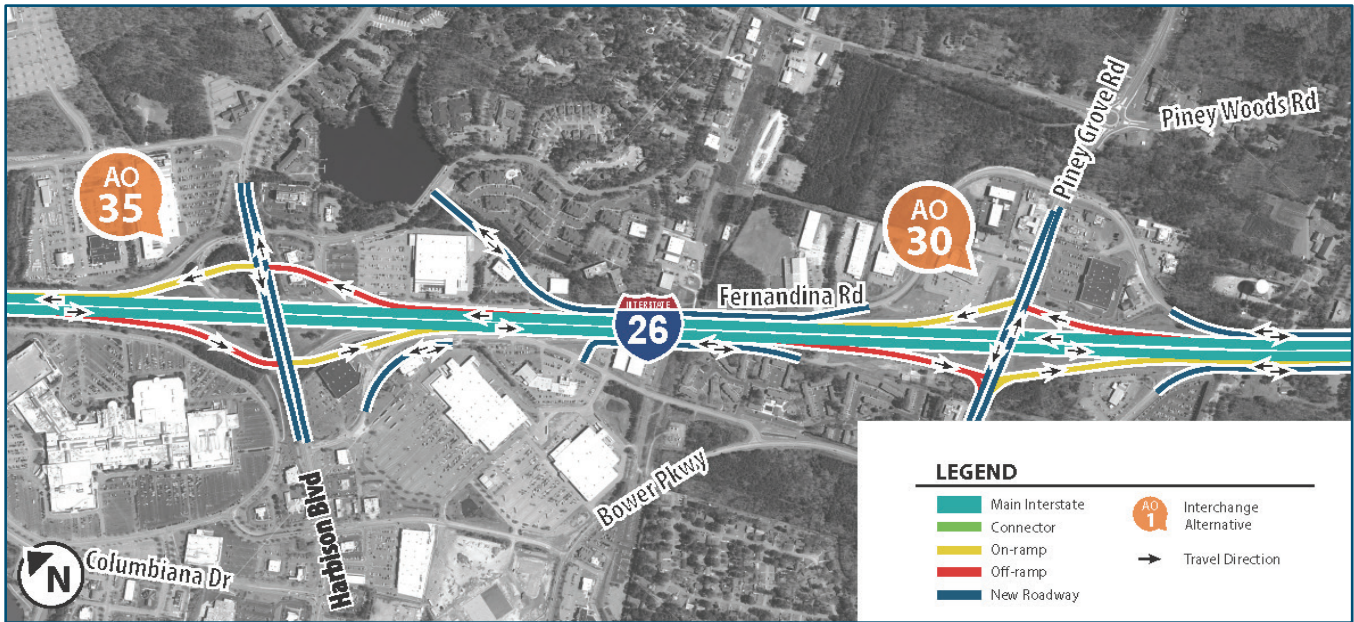 AO
35
AO
30
Piney Grove Rd
Piney Woods Rd
INTERSTATE
26
Fernandina Rd
Harbison Blvd
Bower Pkwy
Columbiana Dr
N
LEGEND
Main Interstate
Connector
On-ramp
Off-ramp
New Roadway
AO
1
Interchange
Alternative
Travel Direction